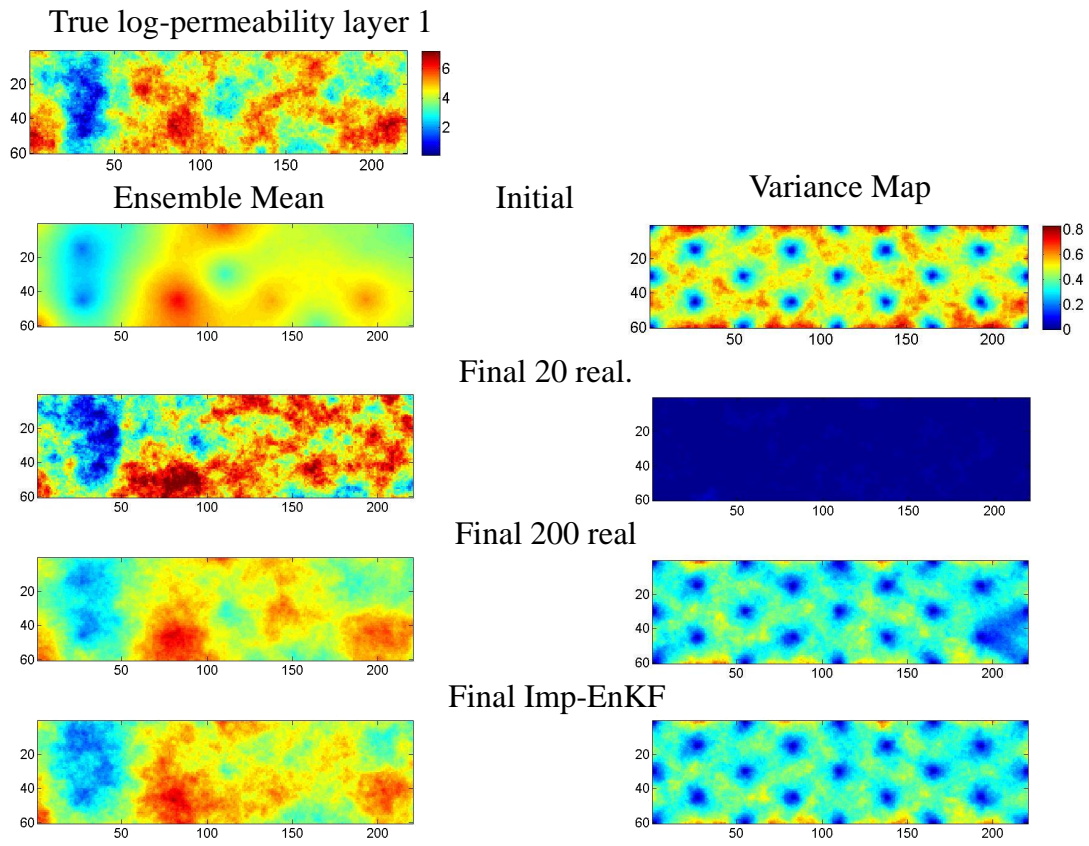 True log-permeability layer 1
20
40
60
50 100 150 200
6
4
2
Ensemble Mean Initial Variance Map
20
40
60
50 100 150 200
20
40
60
50 100 150 200
0.8
0.6
0.4
0.2
0
Final 20 real.
20
40
60
50 100 150 200
20
40
60
50 100 150 200
Final 200 real
20
40
60
50 100 150 200
20
40
60
50 100 150 200
Final Imp-EnKF
20
40
60
50 100 150 200
20
40
60
50 100 150 200